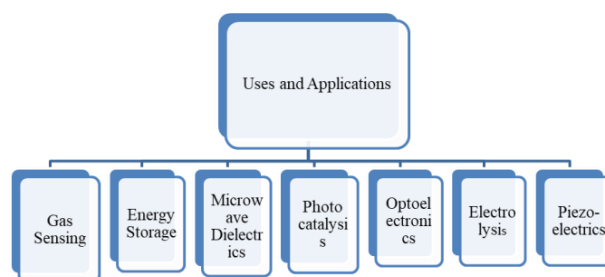 Uses and Applications
Gas
Sensing
Energy
Storage
Microw
ave
Dielectr
ics
Photo
catalysi
s
Optoel
ectroni
cs
Electro
lysis
Piezo-
electrics